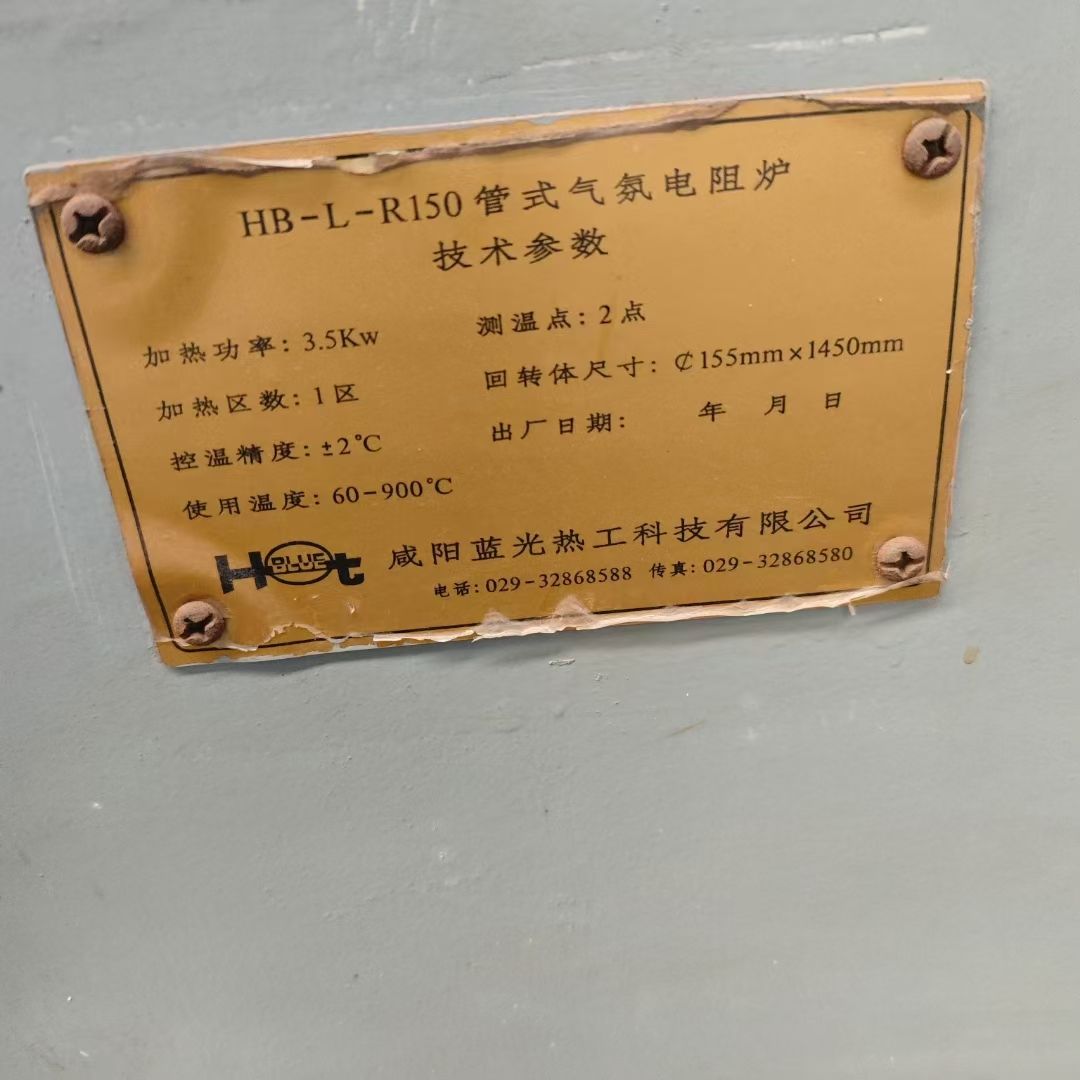 HB-L-R150管式气氛电阻炉
技术参数
加热功率：3.5Kw
加热区数：1区
控温精度：±2℃
使用温度：60-900℃
测温点：2点
回转体尺寸：₵155mm×1450mm
出厂日期： 年 月 日
Hot BLUE 咸阳蓝光热工科技有限公司
电话：029-32868588 传真：029-32868580